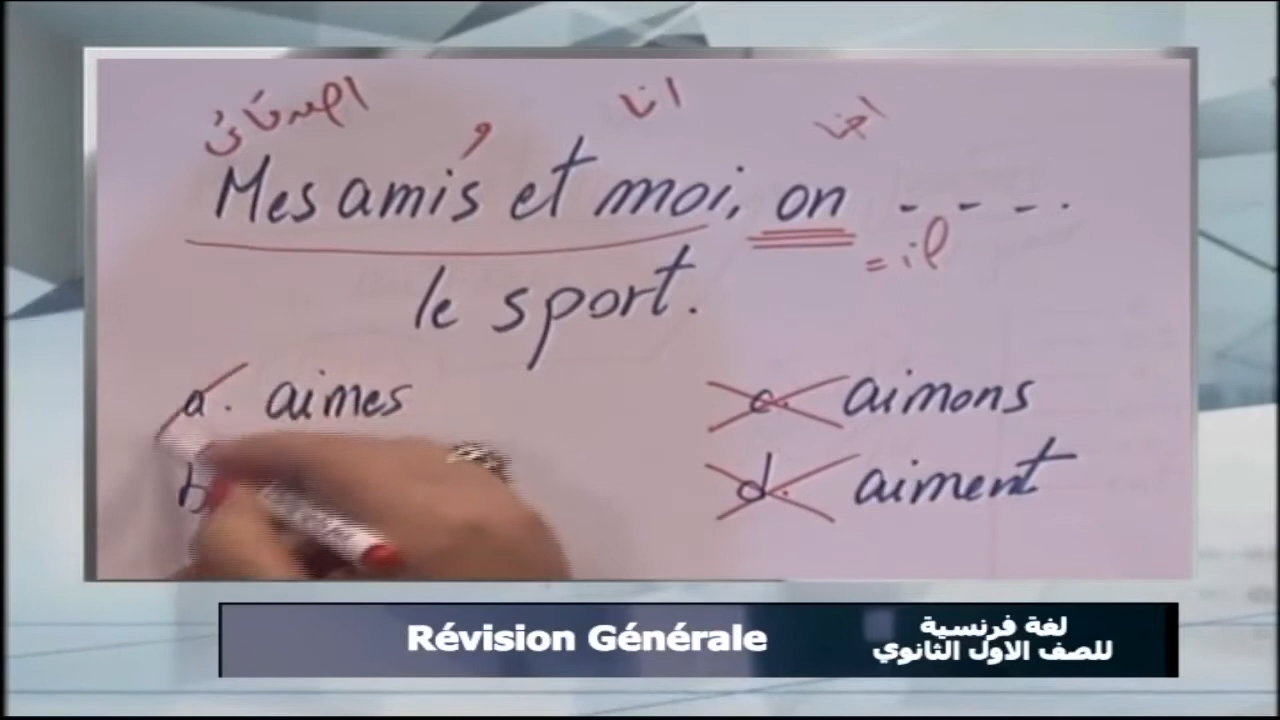 اصدقائى و انا احنا
Mes amis et moi, on - - - .
= il
le sport.
a. aimes
c. aimons
b
d. aiment
Révision Générale
لغة فرنسية
للصف الاول الثانوي